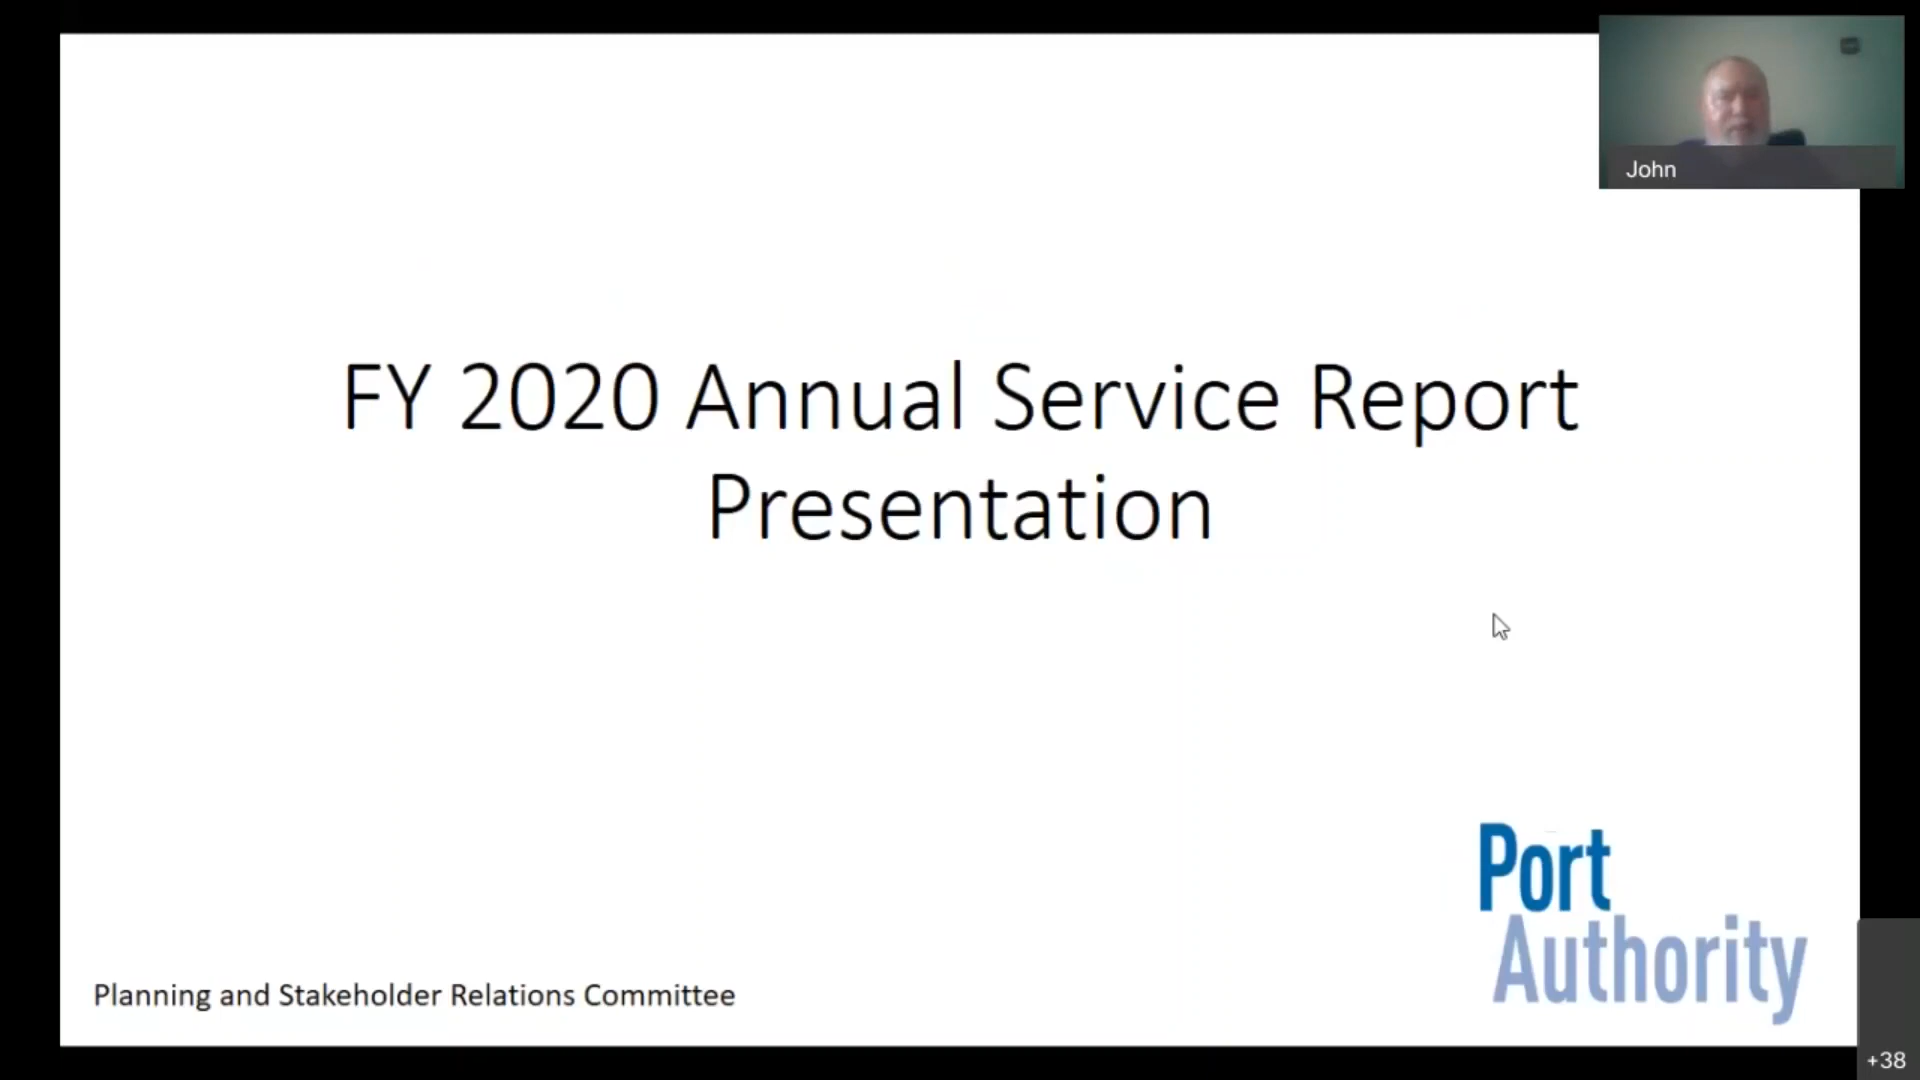 John
FY 2020 Annual Service Report
Presentation
Port
Authority
Planning and Stakeholder Relations Committee
+38